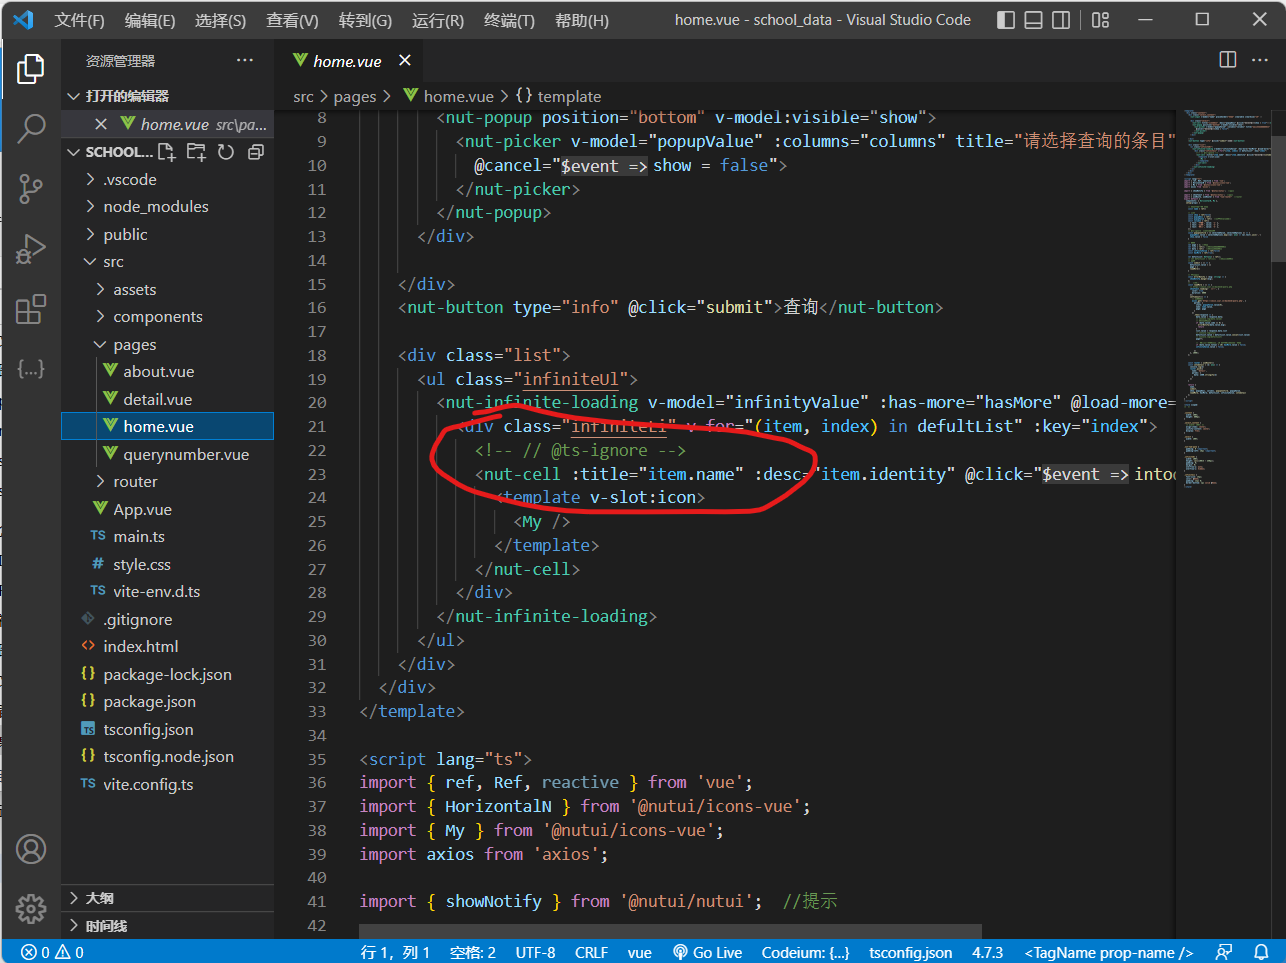 文件(F) 编辑(E) 选择(S) 查看(V) 转到(G) 运行(R) 终端(T) 帮助(H) home.vue - school_data - Visual Studio Code
资源管理器
打开的编辑器
home.vue src\pa...
SCHOOL...
.vscode
node_modules
public
src
assets
components
pages
about.vue
detail.vue
home.vue
querynumber.vue
router
App.vue
TS main.ts
# style.css
TS vite-env.d.ts
.gitignore
<> index.html
{} package-lock.json
{} package.json
TS tsconfig.json
{} tsconfig.node.json
TS vite.config.ts
大纲
时间线
home.vue
src > pages > home.vue > {} template
8 <nut-popup position="bottom" v-model:visible="show">
9 <nut-picker v-model="popupValue" :columns="columns" title="请选择查询的条目"
10 @cancel="$event => show = false">
11 </nut-picker>
12 </nut-popup>
13 </div>
14
15 </div>
16 <nut-button type="info" @click="submit">查询</nut-button>
17
18 <div class="list">
19 <ul class="infiniteUl">
20 <nut-infinite-loading v-model="infinityValue" :has-more="hasMore" @load-more=
21 <div class="infiniteLi" v-for="(item, index) in defultList" :key="index">
22 <!-- // @ts-ignore -->
23 <nut-cell :title="item.name" :desc="item.identity" @click="$event => intoc
24 <template v-slot:icon>
25 <My />
26 </template>
27 </nut-cell>
28 </div>
29 </nut-infinite-loading>
30 </ul>
31 </div>
32 </div>
33 </template>
34
35 <script lang="ts">
36 import { ref, Ref, reactive } from 'vue';
37 import { HorizontalN } from '@nutui/icons-vue';
38 import { My } from '@nutui/icons-vue';
39 import axios from 'axios';
40
41 import { showNotify } from '@nutui/nutui'; //提示
42
0 0 行 1，列 1 空格: 2 UTF-8 CRLF vue Go Live Codeium: {...} tsconfig.json 4.7.3 <TagName prop-name />